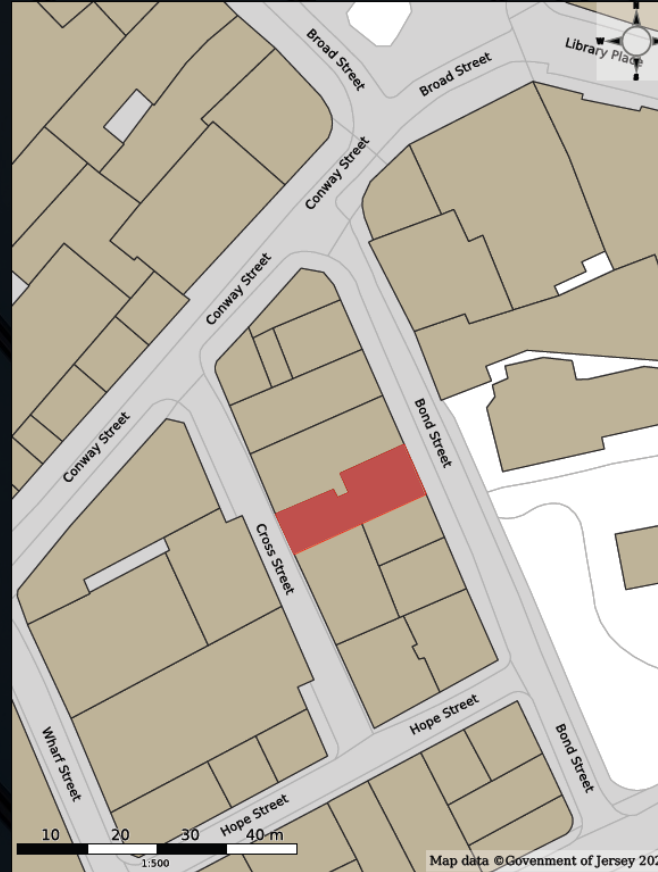 Broad Street
Broad Street
Library Place
Conway Street
Conway Street
Conway Street
Bond Street
Cross Street
Hope Street
Bond Street
Wharf Street
Hope Street
10 20 30 40 m
1:500
Map data ©Govenment of Jersey 202